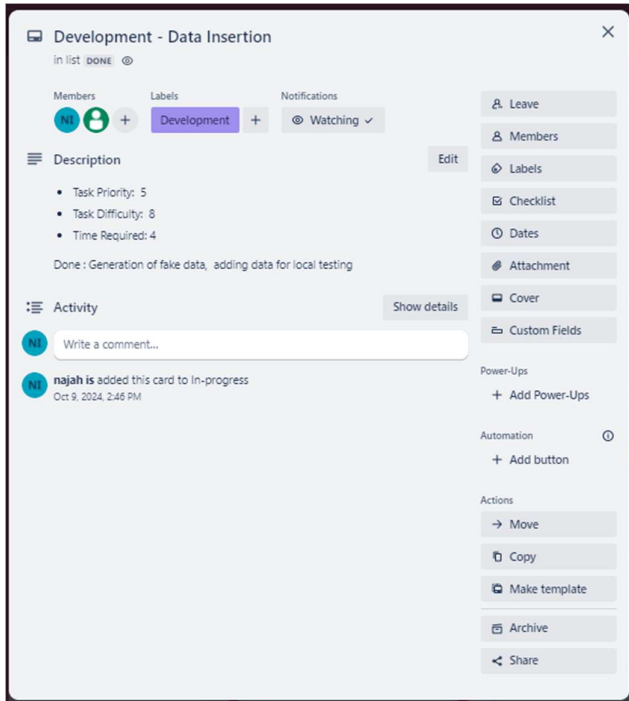 Development - Data Insertion
in list DONE
Members
Labels
Notifications
NI
+
Development
+
Watching
Description
Edit
Task Priority: 5
Task Difficulty: 8
Time Required: 4
Done : Generation of fake data, adding data for local testing
Activity
Show details
NI
Write a comment...
NI
najah is added this card to In-progress
Oct 9, 2024, 2:46 PM
Leave
Members
Labels
Checklist
Dates
Attachment
Cover
Custom Fields
Power-Ups
+ Add Power-Ups
Automation
+ Add button
Actions
Move
Copy
Make template
Archive
Share